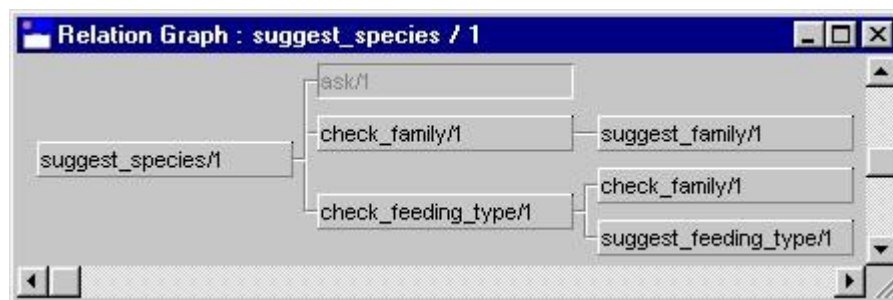 Relation Graph : suggest_species / 1
ask/1
check_family/1
suggest_family/1
suggest_species/1
check_family/1
check_feeding_type/1
suggest_feeding_type/1